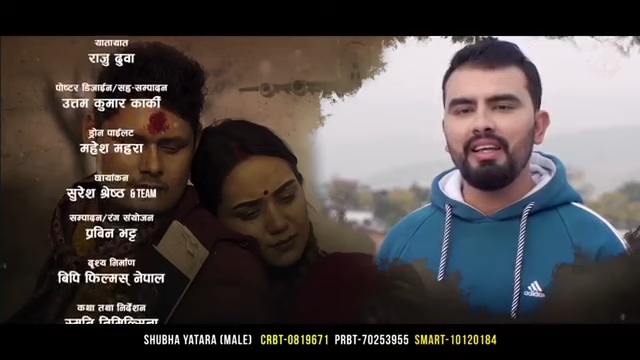 यातायात
राजु ढुवा
पोष्टर डिजाईन/सह-सम्पादन
उत्तम कुमार कार्की
ड्रोन पाईलट
महेश महरा
छायांकन
सुरेश श्रेष्ठ & TEAM
सम्पादन/रंग संयोजन
प्रबिन भट्ट
दृश्य निर्माण
बिपि फिल्मस् नेपाल
कथा तथा निर्देशन
adidas
SHUBHA YATARA (MALE) CRBT-0819671 PRBT-70253955 SMART-10120184